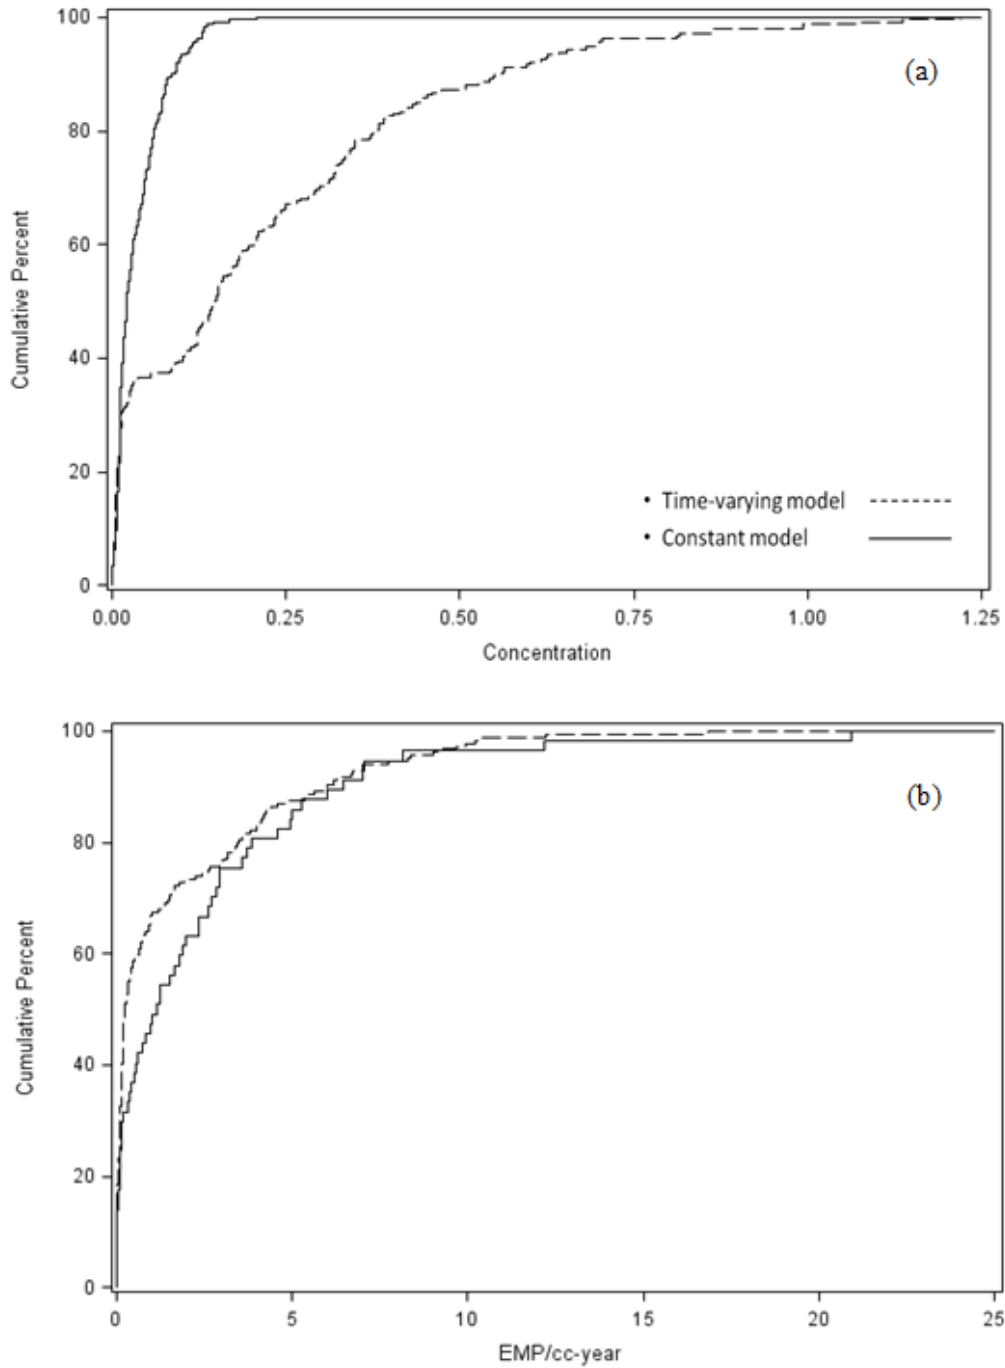 100
(a)
80
60
Cumulative Percent
40
20
• Time-varying model
• Constant model
0
0.00 0.25 0.50 0.75 1.00 1.25
Concentration
100
(b)
80
60
Cumulative Percent
40
20
0
0 5 10 15 20 25
EMP/cc-year